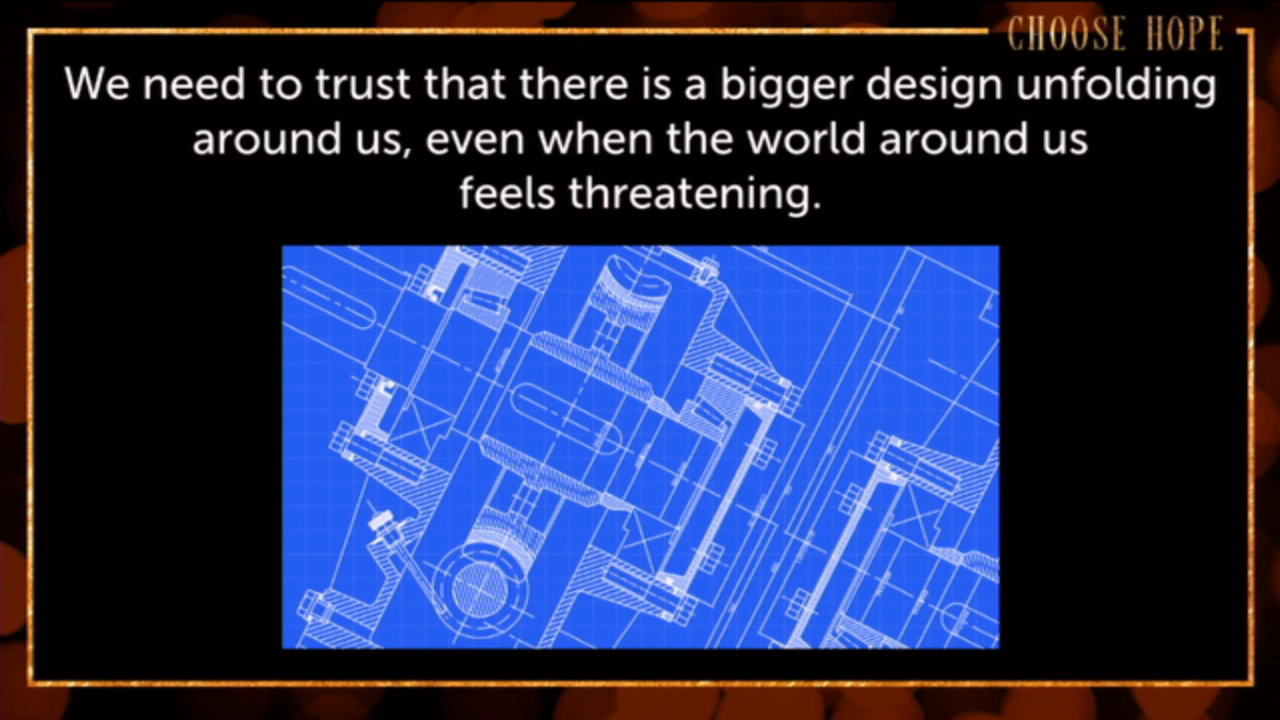 CHOOSE HOPE
We need to trust that there is a bigger design unfolding
around us, even when the world around us
feels threatening.